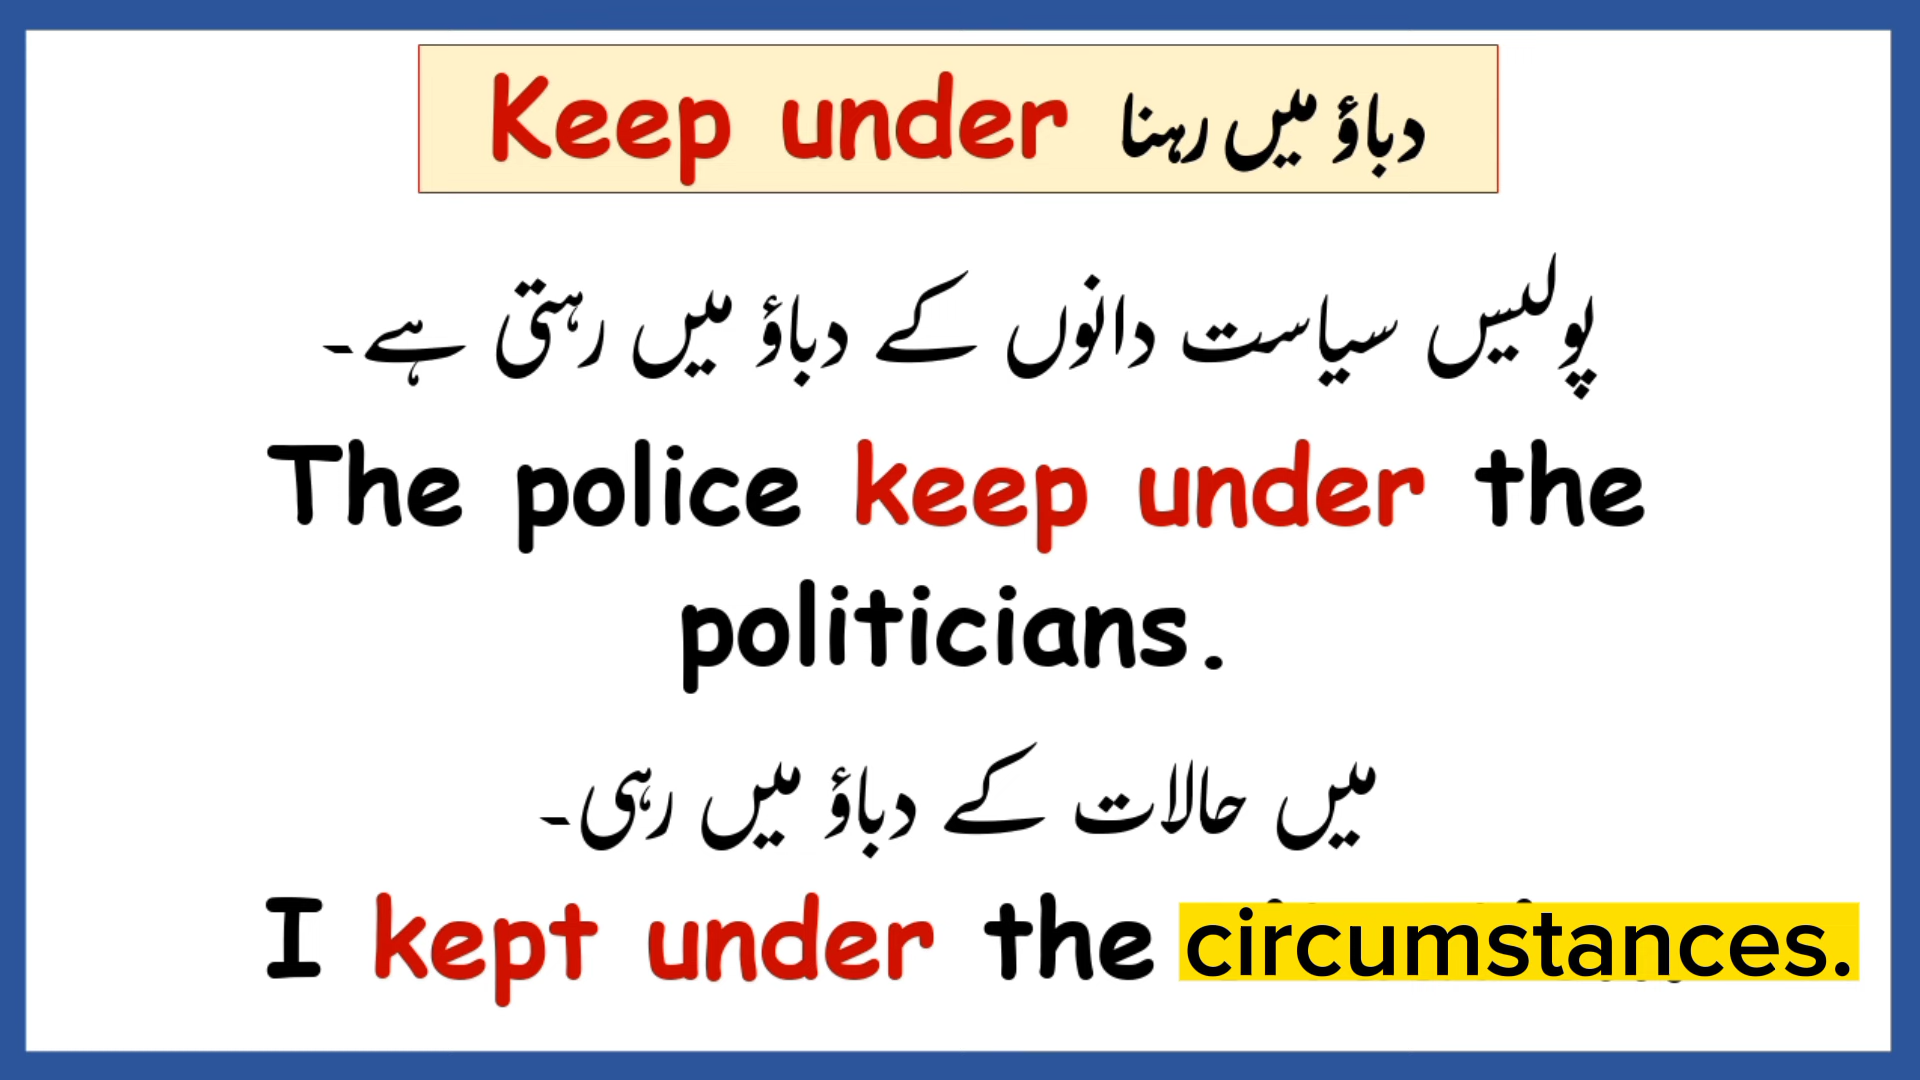 Keep under دباؤ میں رہنا
پولیس سیاست دانوں کے دباؤ میں رہتی ہے۔
The police keep under the
politicians.
میں حالات کے دباؤ میں رہی۔
I kept under the circumstances.